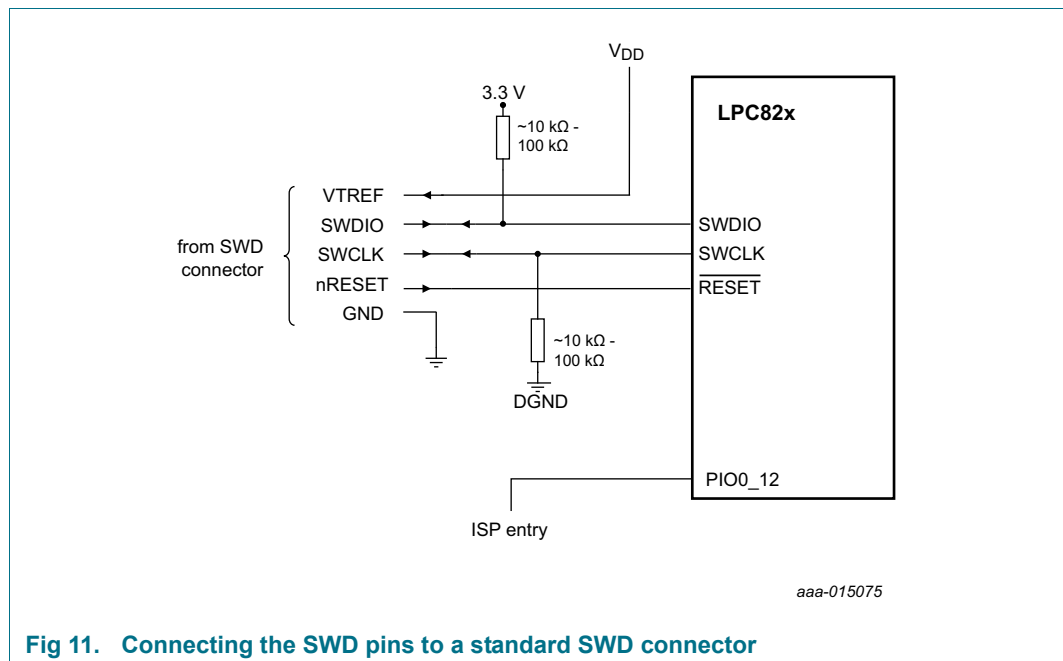 VDD
3.3 V
~10 kΩ -
100 kΩ
LPC82x
from SWD
connector
VTREF
SWDIO
SWCLK
nRESET
GND
SWDIO
SWCLK
RESET
~10 kΩ -
100 kΩ
DGND
PIO0_12
ISP entry
aaa-015075
Fig 11. Connecting the SWD pins to a standard SWD connector